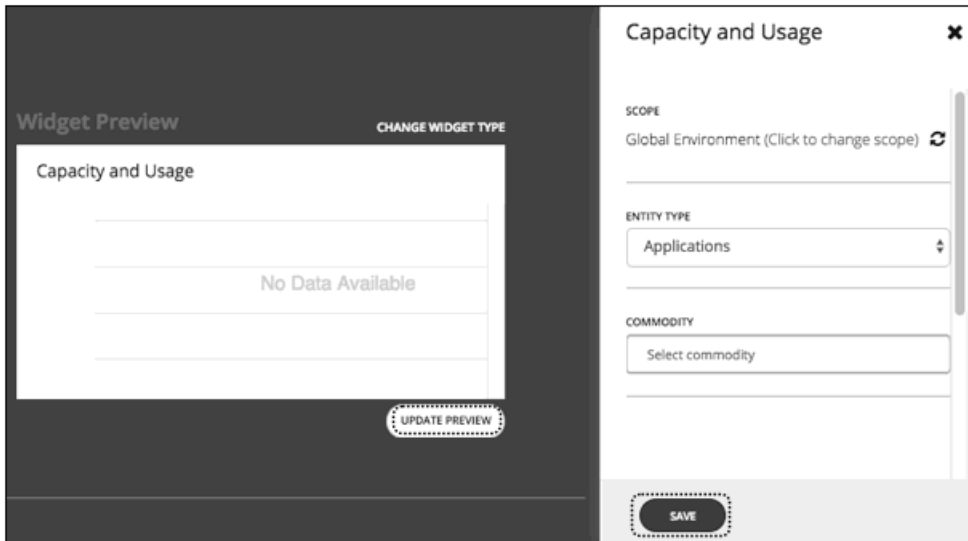 Widget Preview
CHANGE WIDGET TYPE
Capacity and Usage
No Data Available
UPDATE PREVIEW
Capacity and Usage
SCOPE
Global Environment (Click to change scope)
ENTITY TYPE
Applications
COMMODITY
Select commodity
SAVE